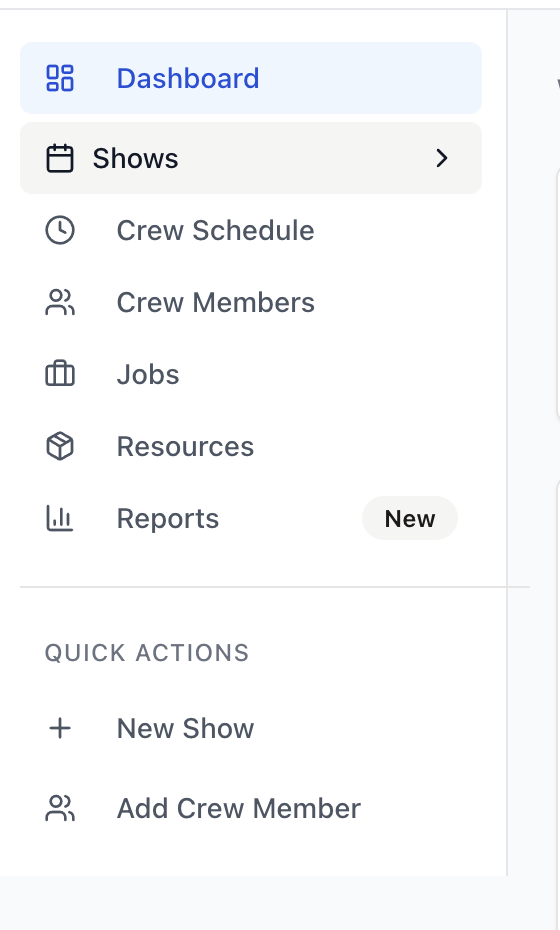 Dashboard
Shows
Crew Schedule
Crew Members
Jobs
Resources
Reports New
QUICK ACTIONS
New Show
Add Crew Member